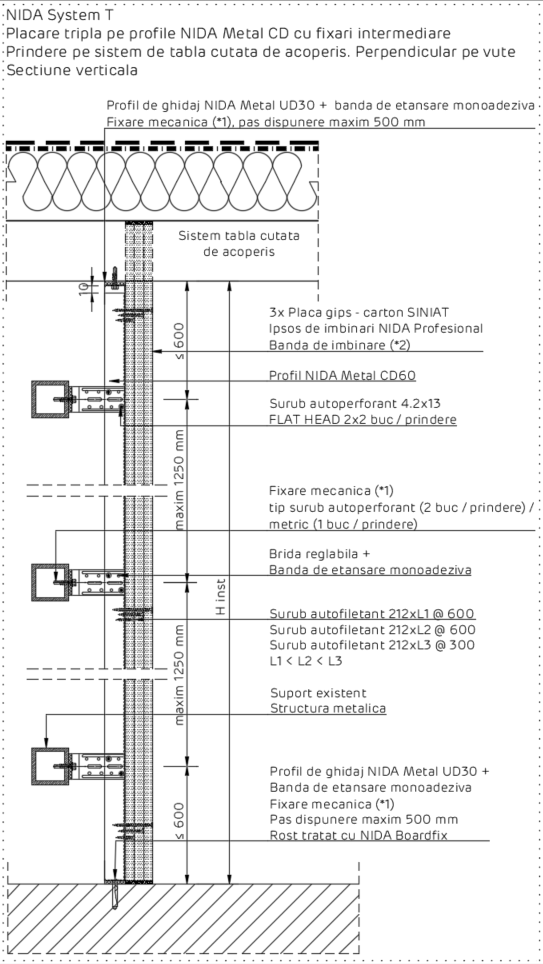 NIDA System T
Placare tripla pe profile NIDA Metal CD cu fixari intermediare
Prindere pe sistem de tabla cutata de acoperis. Perpendicular pe vute
Sectiune verticala
Profil de ghidaj NIDA Metal UD30 + banda de etansare monoadeziva
Fixare mecanica (*1), pas dispunere maxim 500 mm
Sistem tabla cutata
de acoperis
10
≤ 600
3x Placa gips - carton SINIAT
Ipsos de imbinari NIDA Profesional
Banda de imbinare (*2)
Profil NIDA Metal CD60
Surub autoperforant 4.2x13
FLAT HEAD 2x2 buc / prindere
maxim 1250 mm
Fixare mecanica (*1)
tip surub autoperforant (2 buc / prindere) /
metric (1 buc / prindere)
Brida reglabila +
Banda de etansare monoadeziva
H inst
Surub autofiletant 212xL1 @ 600
Surub autofiletant 212xL2 @ 600
Surub autofiletant 212xL3 @ 300
L1 < L2 < L3
maxim 1250 mm
Suport existent
Structura metalica
≤ 600
Profil de ghidaj NIDA Metal UD30 +
Banda de etansare monoadeziva
Fixare mecanica (*1)
Pas dispunere maxim 500 mm
Rost tratat cu NIDA Boardfix